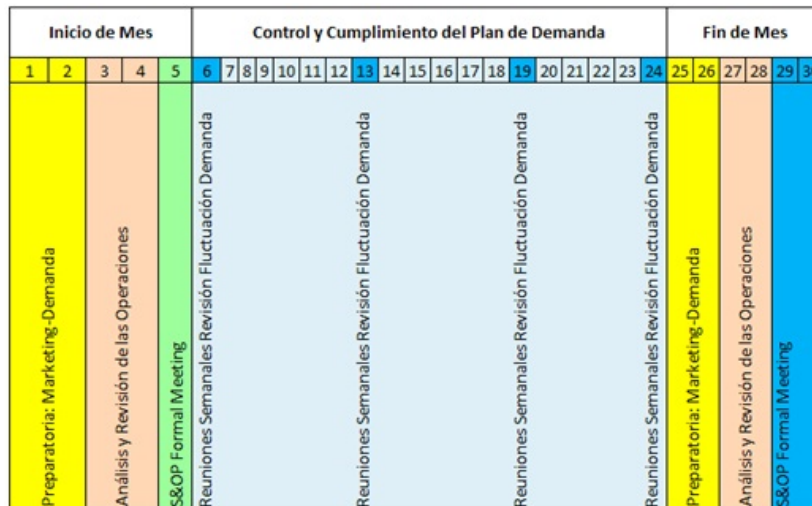 Inicio de Mes Control y Cumplimiento del Plan de Demanda Fin de Mes
1 2 3 4 5 6 7 8 9 10 11 12 13 14 15 16 17 18 19 20 21 22 23 24 25 26 27 28 29 30
Preparatoria: Marketing-Demanda
Análisis y Revisión de las Operaciones
S&OP Formal Meeting
Reuniones Semanales Revisión Fluctuación Demanda
Reuniones Semanales Revisión Fluctuación Demanda
Reuniones Semanales Revisión Fluctuación Demanda
Reuniones Semanales Revisión Fluctuación Demanda
Preparatoria: Marketing-Demanda
Análisis y Revisión de las Operaciones
S&OP Formal Meeting